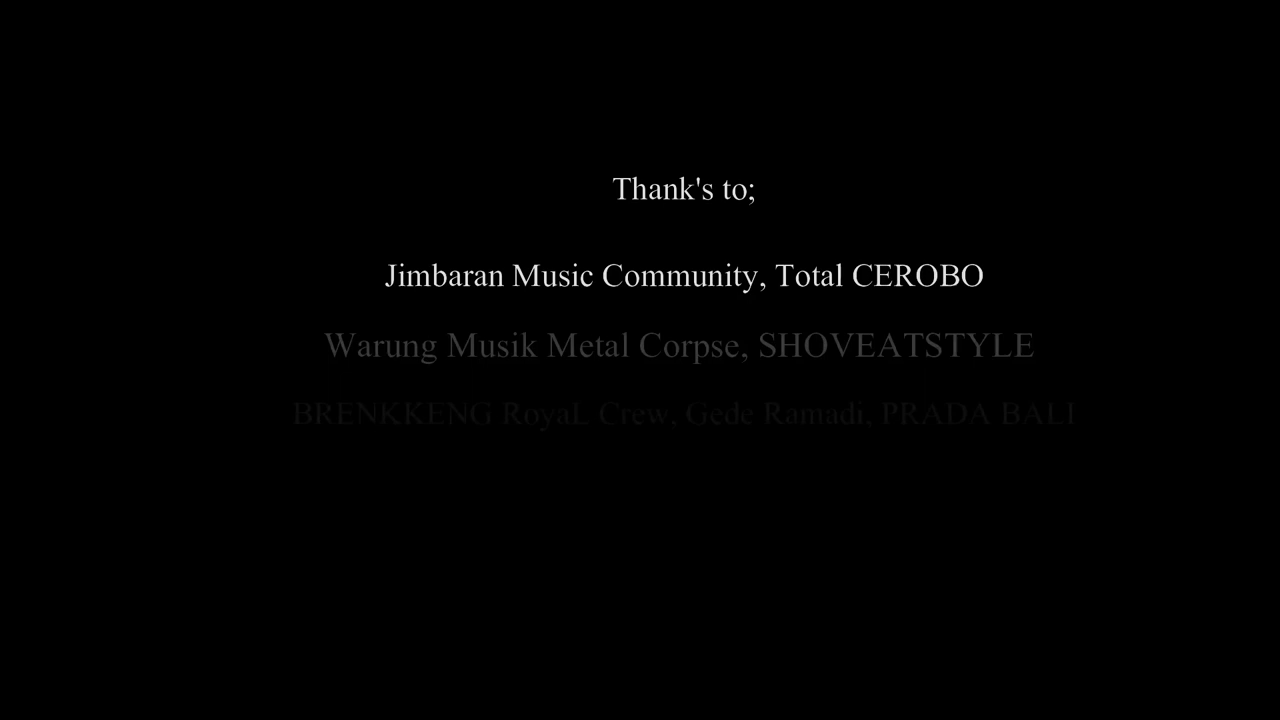 Thank's to;
Jimbaran Music Community, Total CEROBO
Warung Musik Metal Corpse, SHOVEATSTYLE
BRENKKENG RoyaL Crew, Gede Ramadi, PRADA BALI